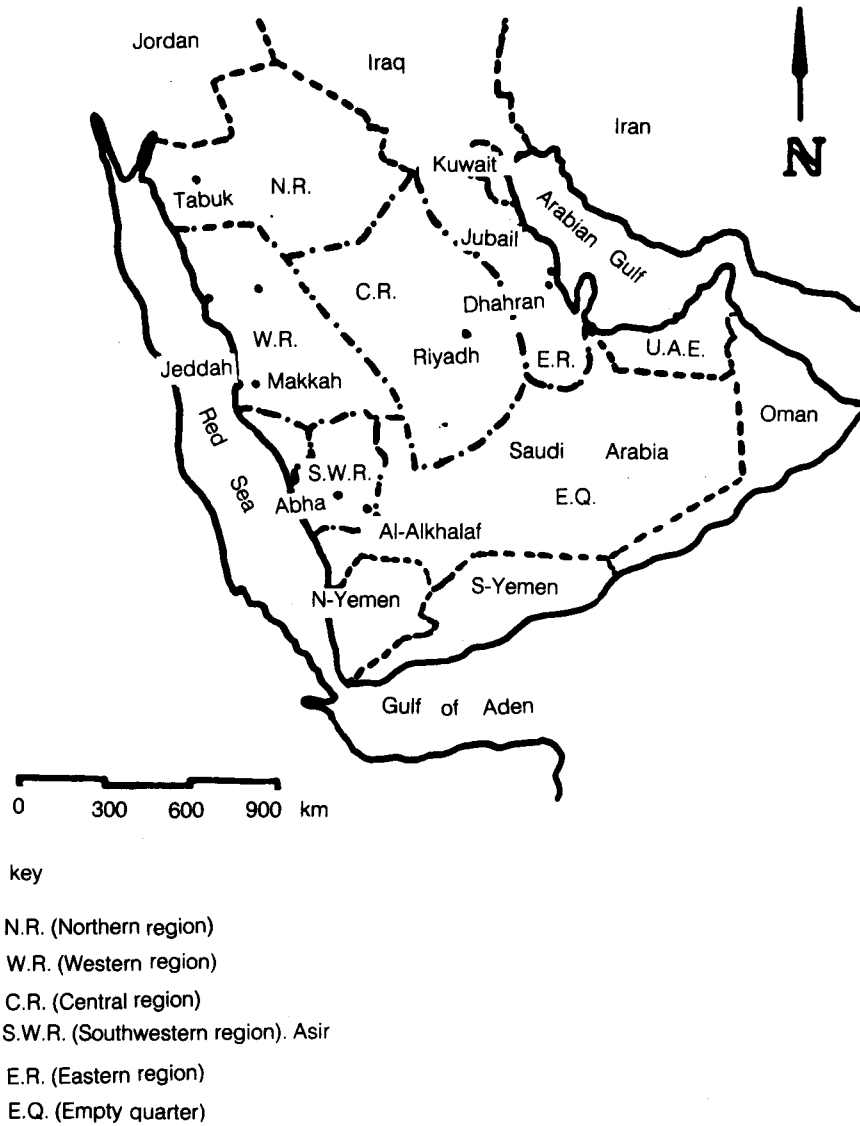 Jordan
Iraq
Iran
N
Kuwait
Tabuk
N.R.
Arabian Gulf
Jubail
C.R.
Dhahran
W.R.
Riyadh
E.R.
U.A.E.
Jeddah
Makkah
Oman
Red Sea
Saudi Arabia
S.W.R.
E.Q.
Abha
Al-Alkhalaf
N-Yemen
S-Yemen
Gulf of Aden
0 300 600 900 km
key
N.R. (Northern region)
W.R. (Western region)
C.R. (Central region)
S.W.R. (Southwestern region). Asir
E.R. (Eastern region)
E.Q. (Empty quarter)